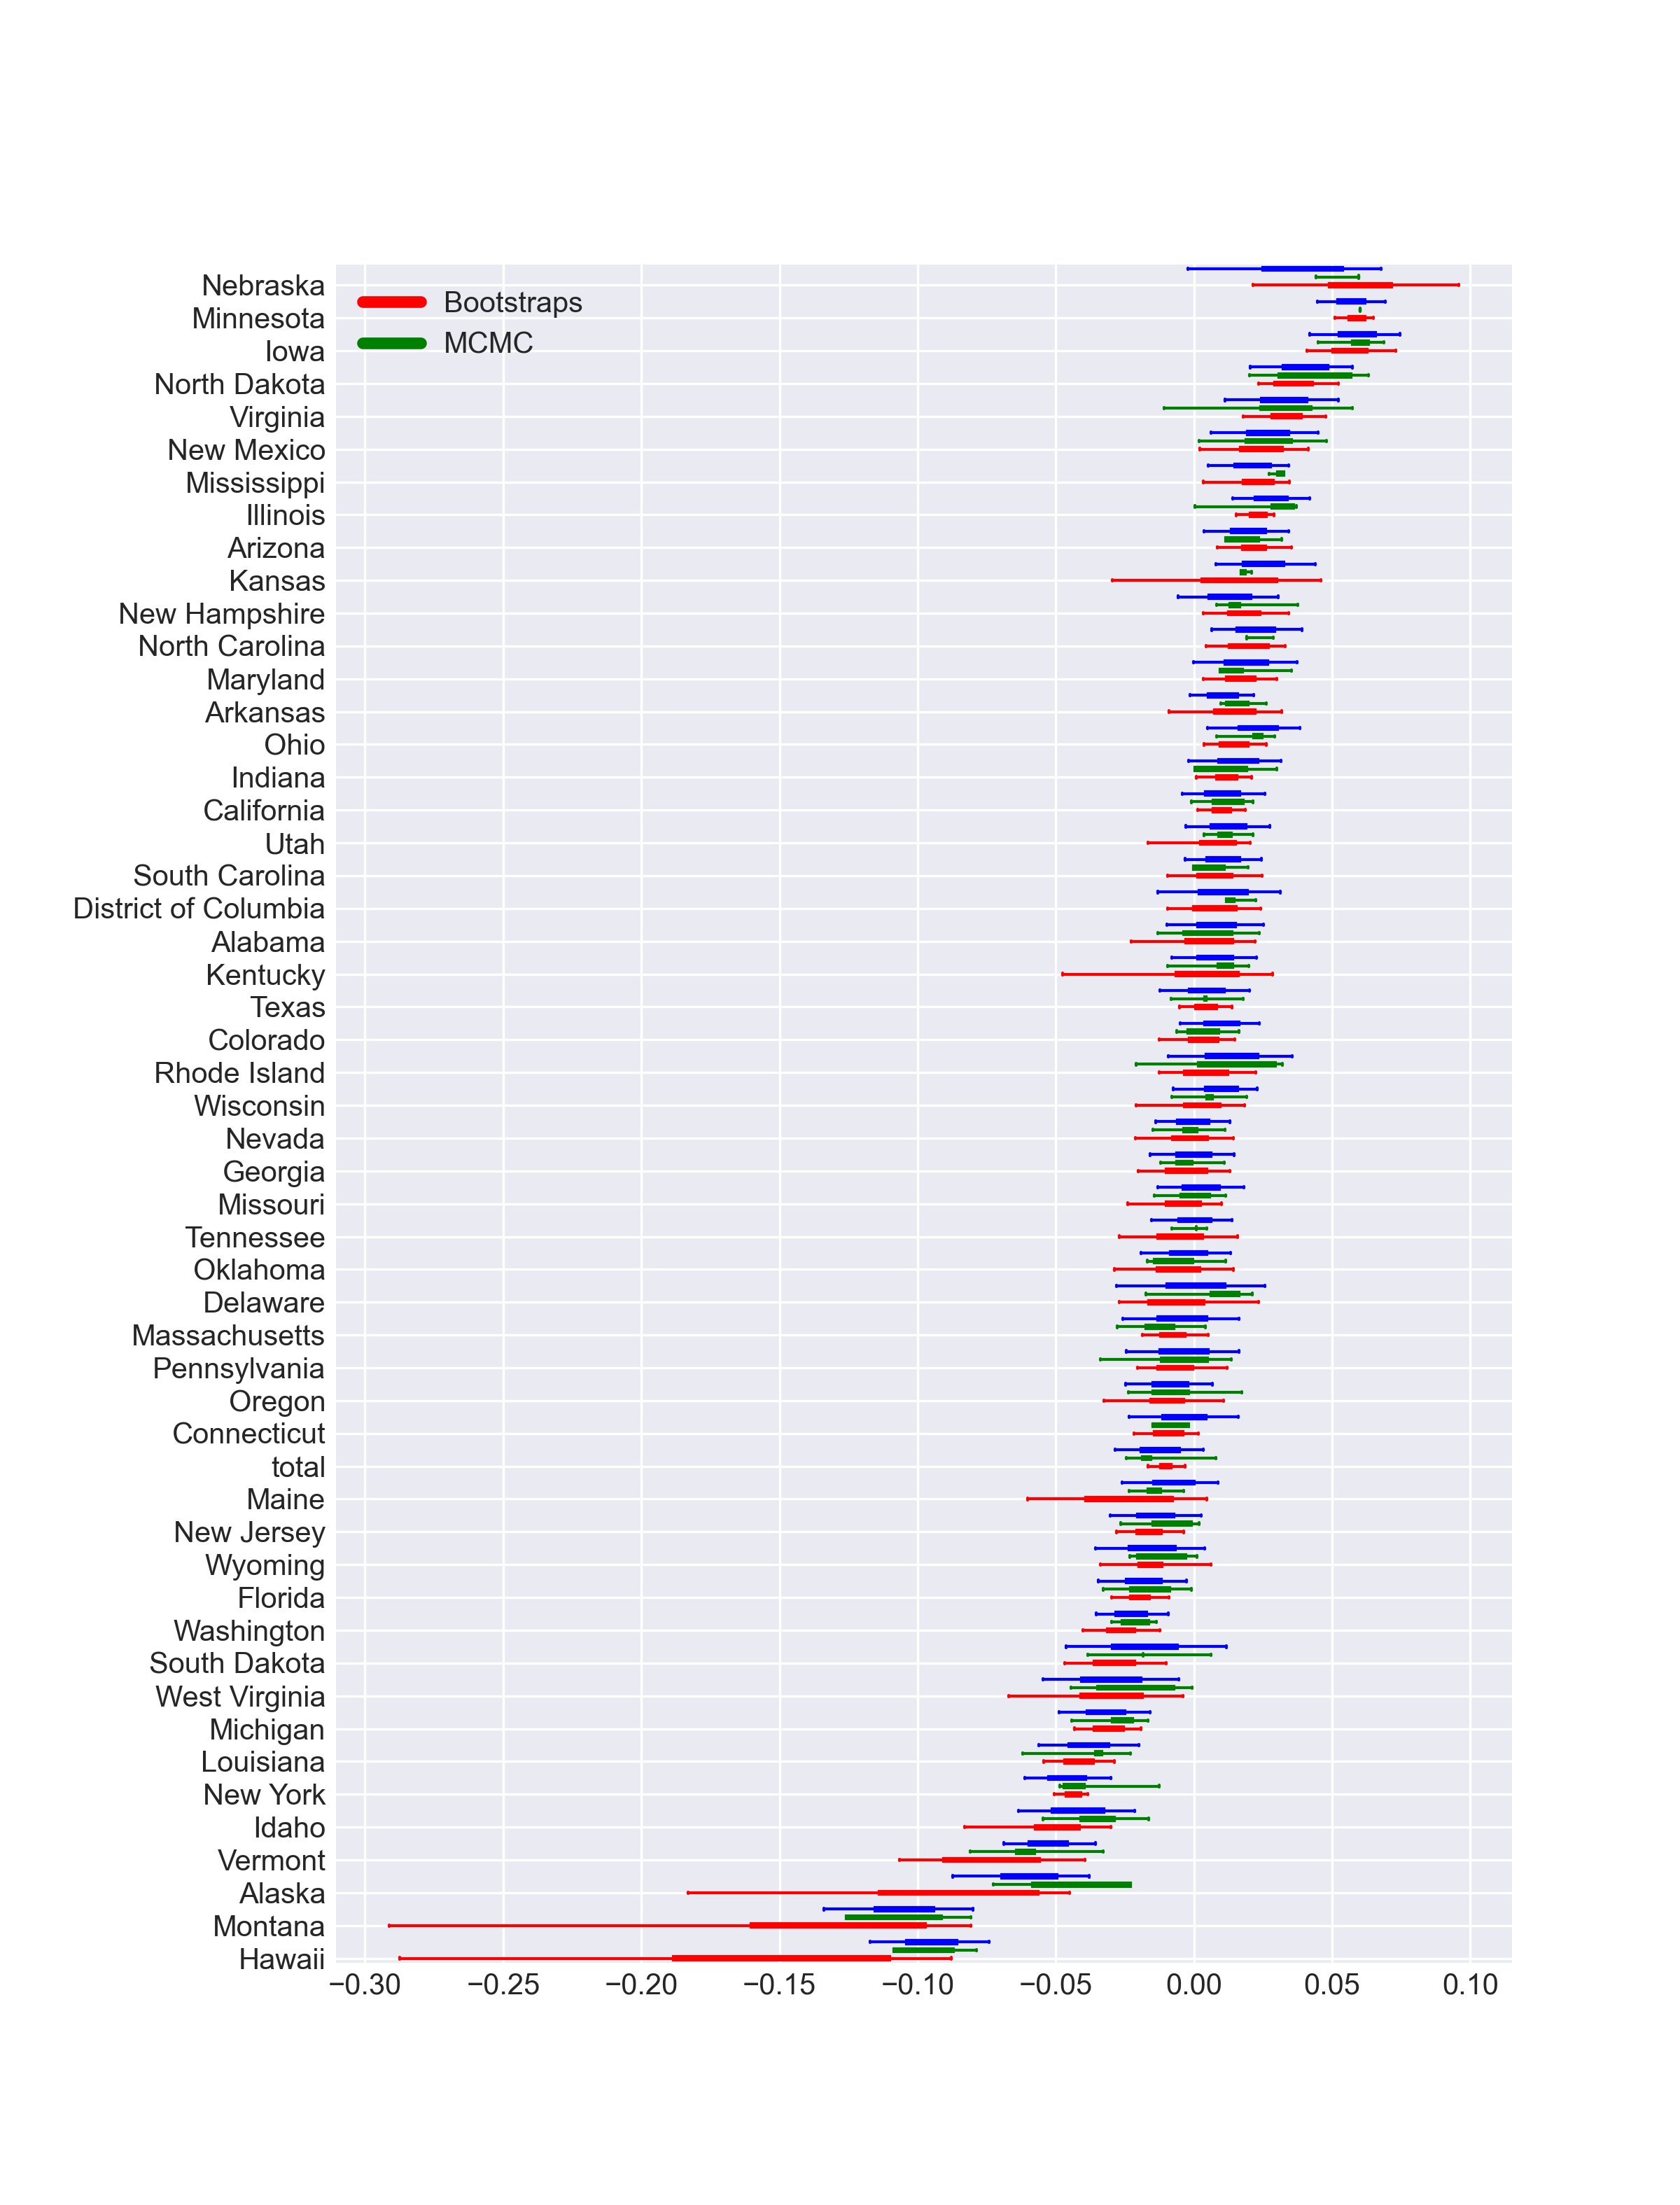 Nebraska
Bootstraps
Minnesota
MCMC
Iowa
North Dakota
Virginia
New Mexico
Mississippi
Illinois
Arizona
Kansas
New Hampshire
North Carolina
Maryland
Arkansas
Ohio
Indiana
California
Utah
South Carolina
District of Columbia
Alabama
Kentucky
Texas
Colorado
Rhode Island
Wisconsin
Nevada
Georgia
Missouri
Tennessee
Oklahoma
Delaware
Massachusetts
Pennsylvania
Oregon
Connecticut
total
Maine
New Jersey
Wyoming
Florida
Washington
South Dakota
West Virginia
Michigan
Louisiana
New York
Idaho
Vermont
Alaska
Montana
Hawaii
−0.30 −0.25 −0.20 −0.15 −0.10 −0.05 0.00 0.05 0.10